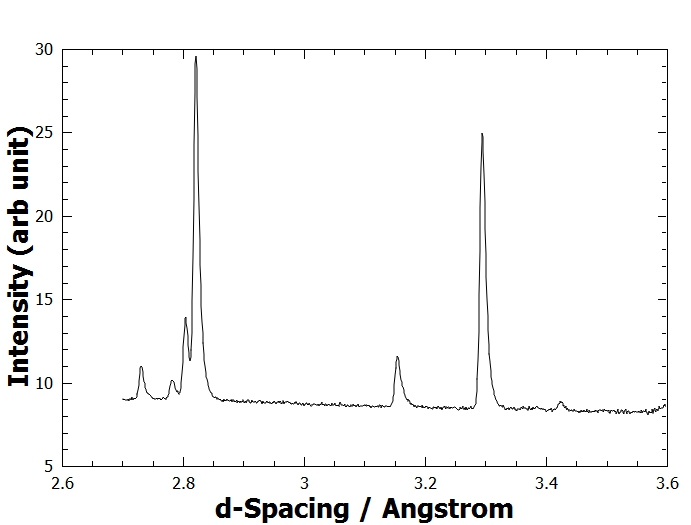 30
25
20
15
10
5
2.6 2.8 3 3.2 3.4 3.6
Intensity (arb unit)
d-Spacing / Angstrom